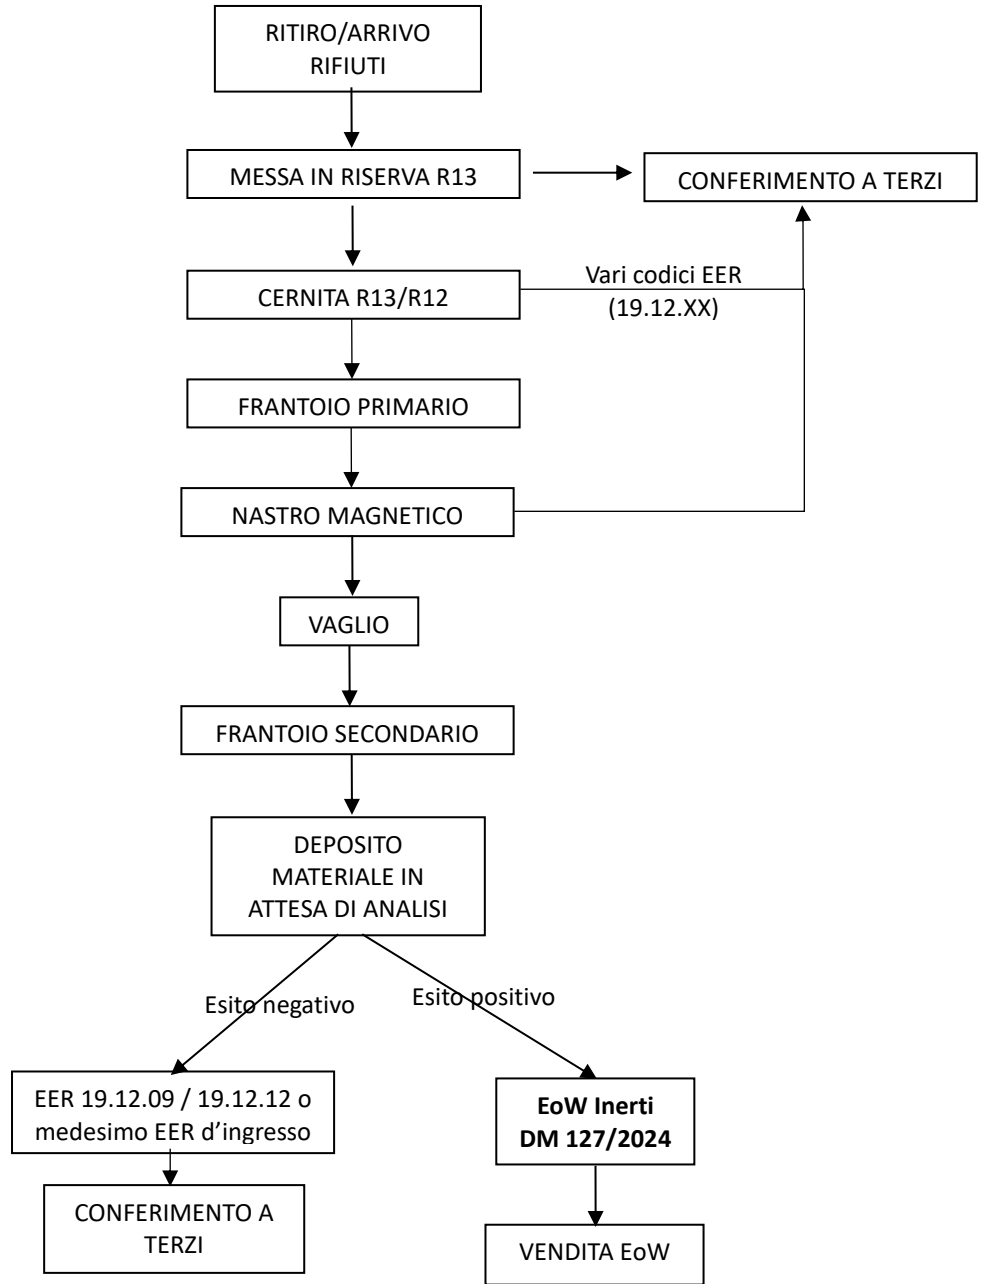 RITIRO/ARRIVO
RIFIUTI
MESSA IN RISERVA R13
CONFERIMENTO A TERZI
CERNITA R13/R12
Vari codici EER
(19.12.XX)
FRANTOIO PRIMARIO
NASTRO MAGNETICO
VAGLIO
FRANTOIO SECONDARIO
DEPOSITO
MATERIALE IN
ATTESA DI ANALISI
Esito negativo
Esito positivo
EER 19.12.09 / 19.12.12 o
medesimo EER d’ingresso
EoW Inerti
DM 127/2024
CONFERIMENTO A
TERZI
VENDITA EoW